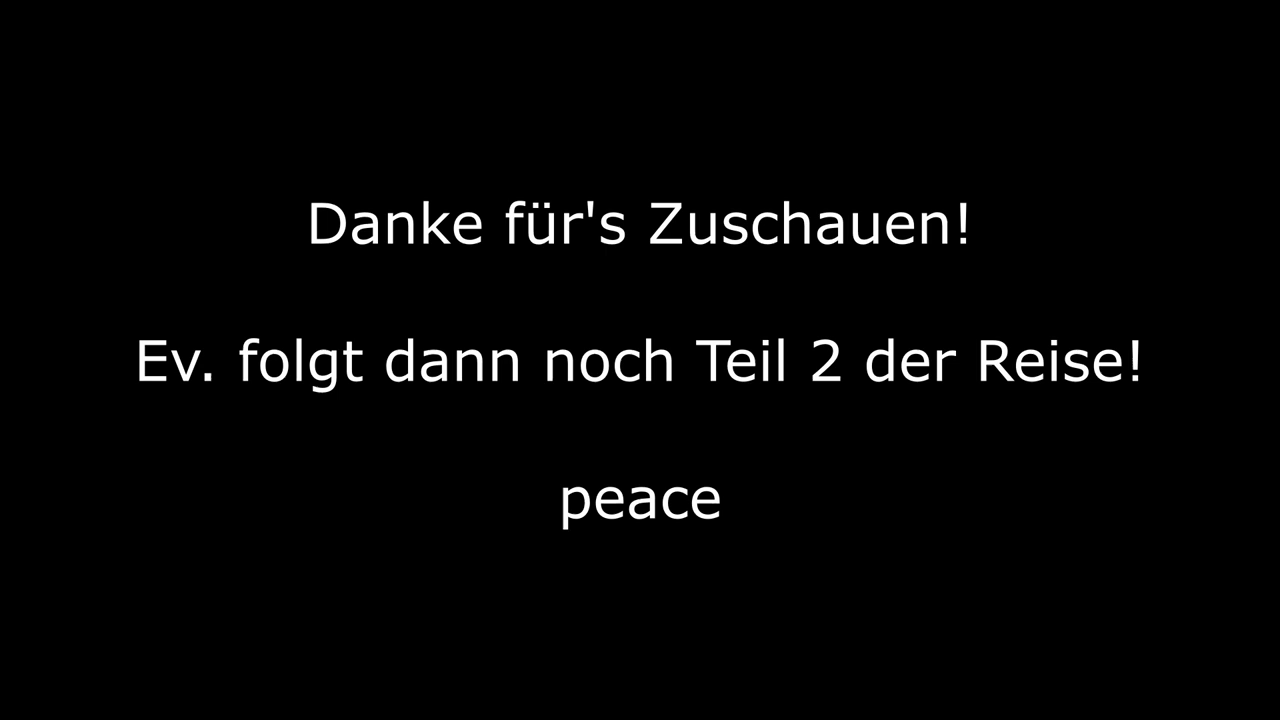 Danke für's Zuschauen!
Ev. folgt dann noch Teil 2 der Reise!
peace